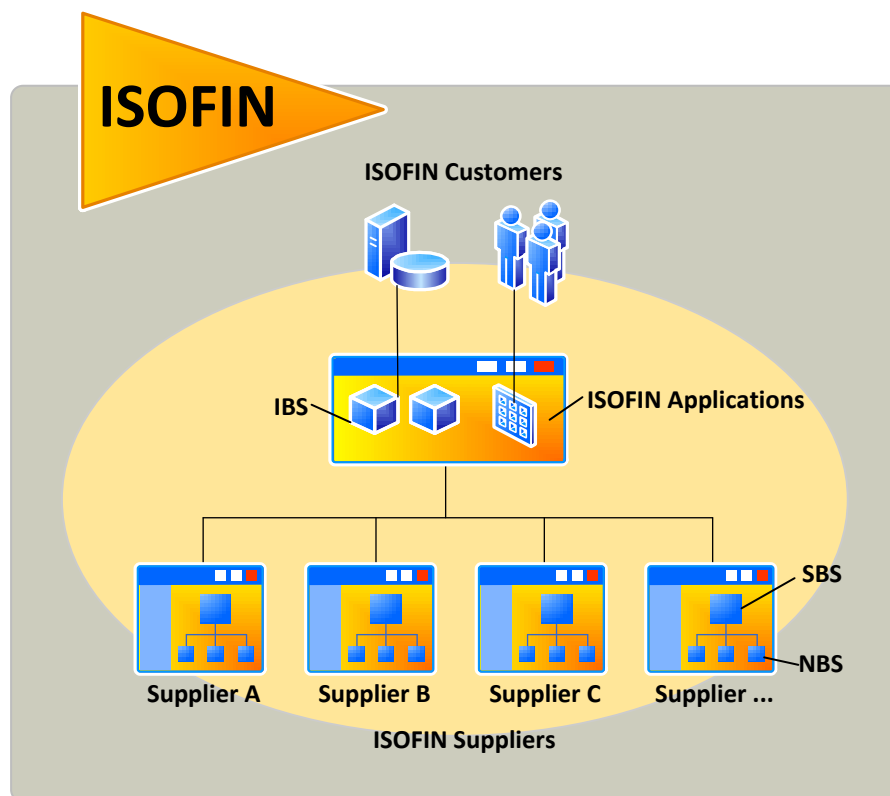 ISOFIN
ISOFIN Customers
IBS
ISOFIN Applications
SBS
NBS
Supplier A
Supplier B
Supplier C
Supplier ...
ISOFIN Suppliers